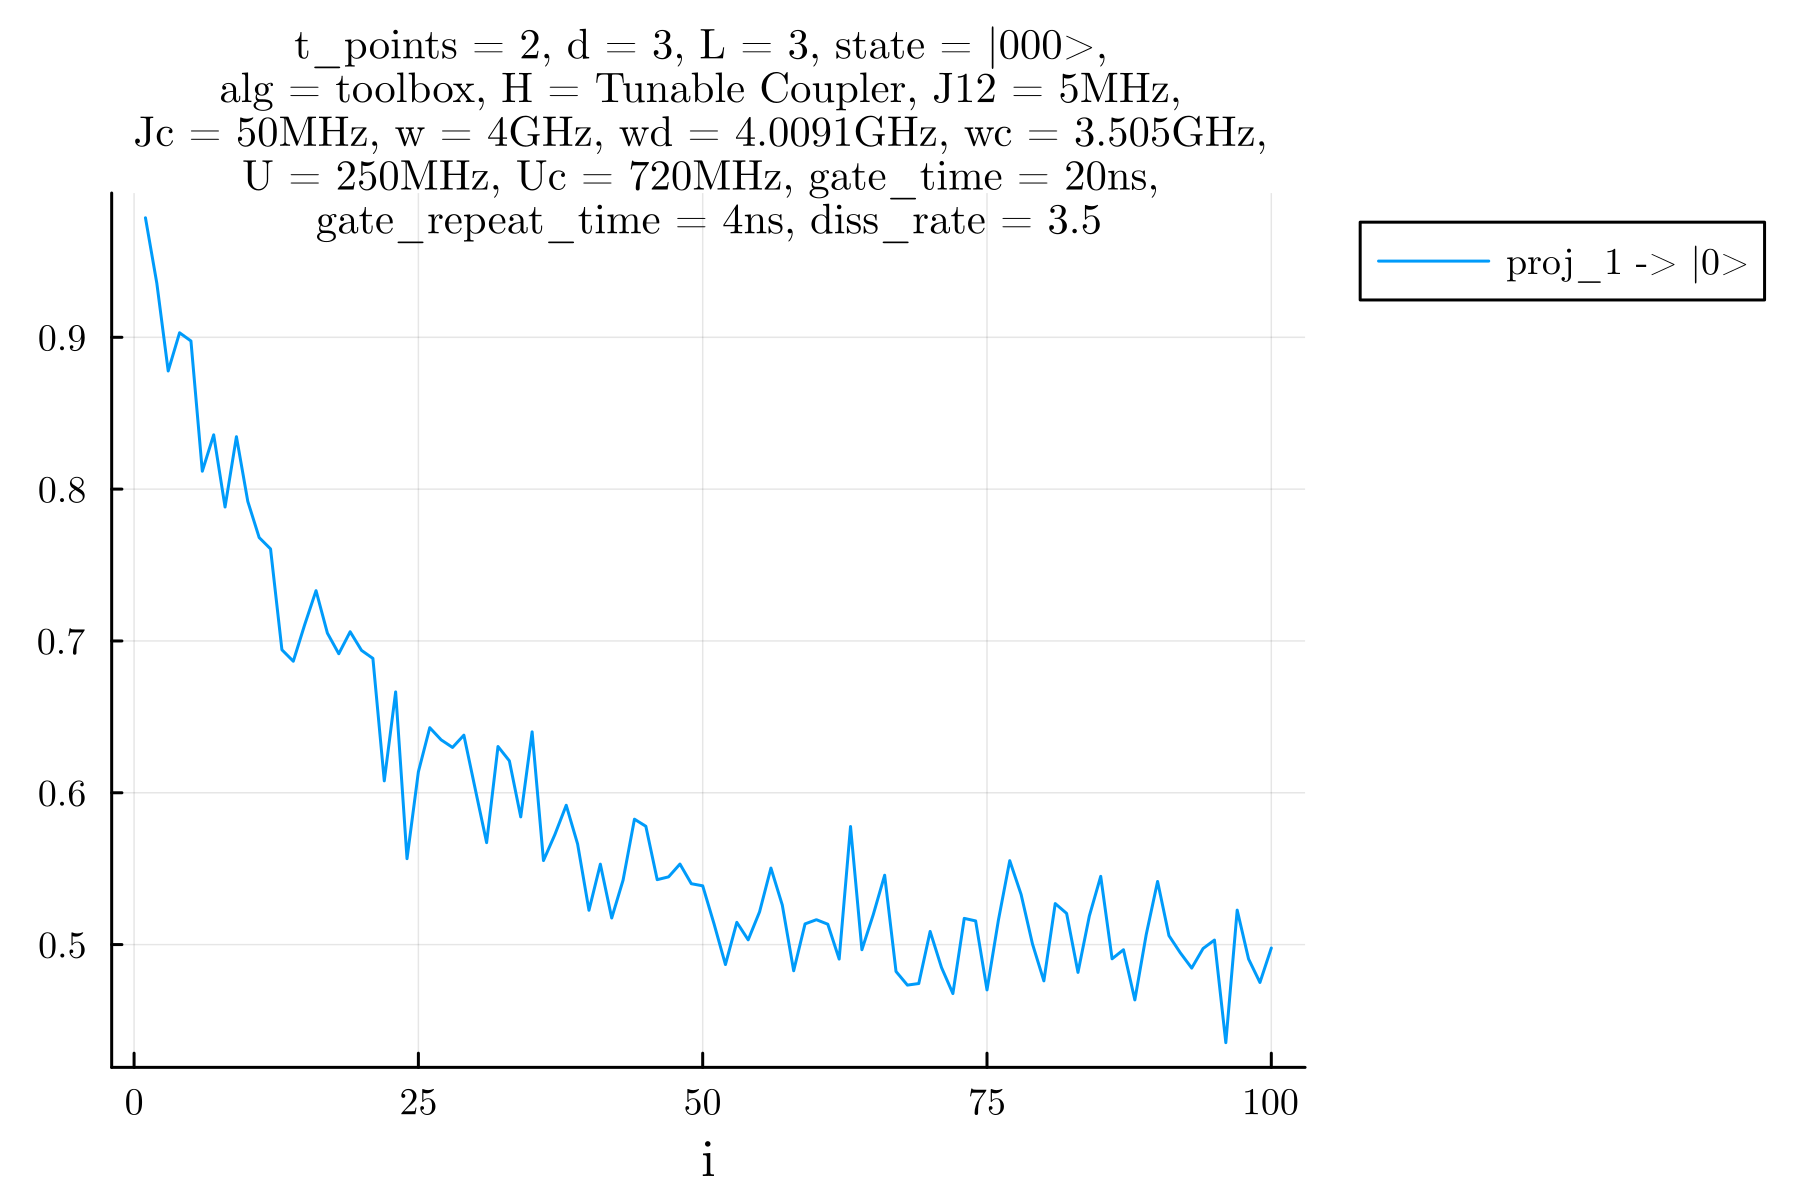 t_points = 2, d = 3, L = 3, state = |000>,
alg = toolbox, H = Tunable Coupler, J12 = 5MHz,
Jc = 50MHz, w = 4GHz, wd = 4.0091GHz, wc = 3.505GHz,
U = 250MHz, Uc = 720MHz, gate_time = 20ns,
gate_repeat_time = 4ns, diss_rate = 3.5
proj_1 -> |0>
0.9
0.8
0.7
0.6
0.5
0 25 50 75 100
i